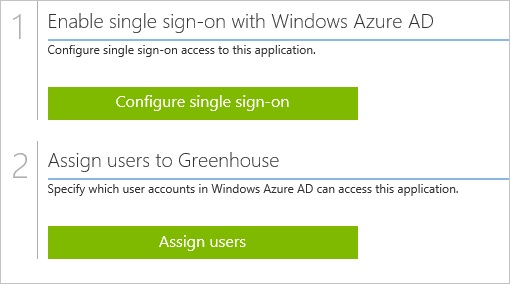 1
Enable single sign-on with Windows Azure AD
Configure single sign-on access to this application.
Configure single sign-on
2
Assign users to Greenhouse
Specify which user accounts in Windows Azure AD can access this application.
Assign users